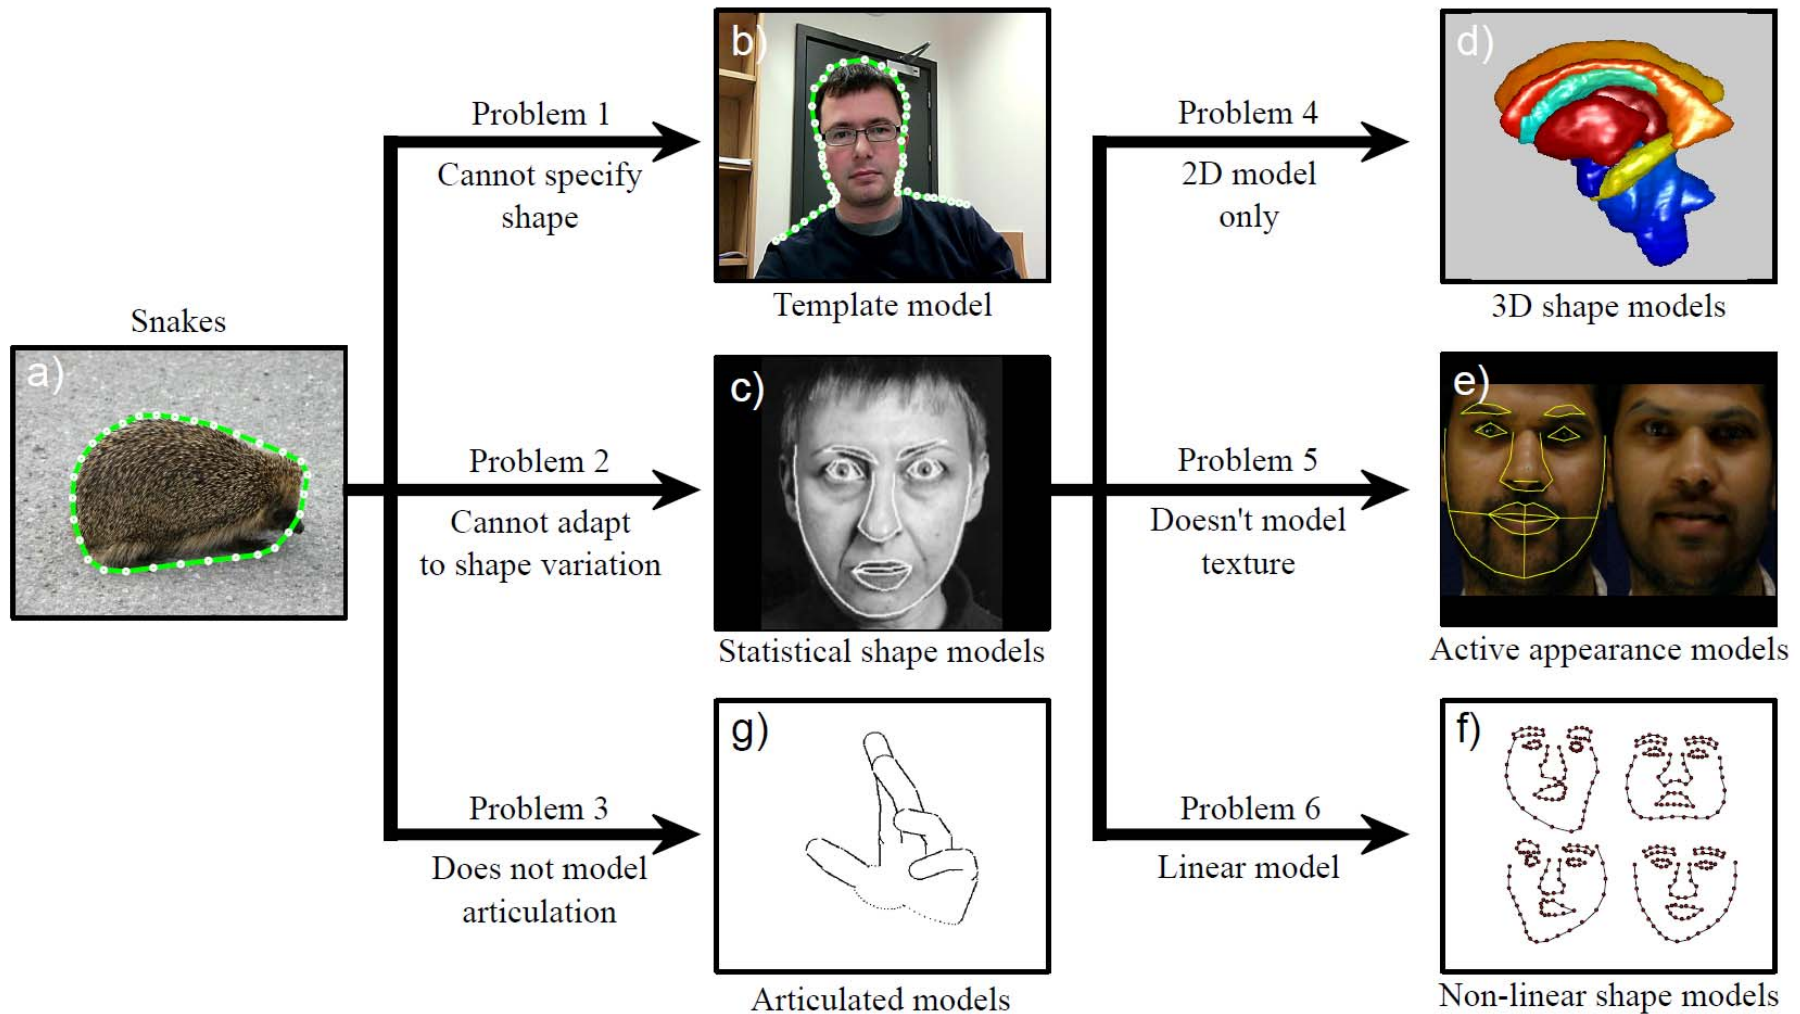 Snakes
a)
Problem 1
Cannot specify
shape
b)
Template model
Problem 2
Cannot adapt
to shape variation
c)
Statistical shape models
Problem 3
Does not model
articulation
g)
Articulated models
Problem 4
2D model
only
d)
3D shape models
Problem 5
Doesn't model
texture
e)
Active appearance models
Problem 6
Linear model
f)
Non-linear shape models